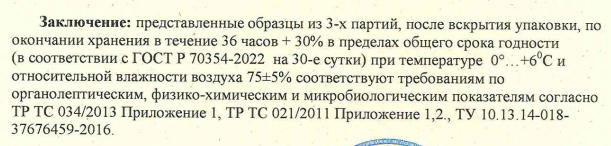 Заключение: представленные образцы из 3-х партий, после вскрытия упаковки, по
окончании хранения в течение 36 часов + 30% в пределах общего срока годности
(в соответствии с ГОСТ Р 70354-2022 на 30-е сутки) при температуре 0°…+6⁰С и
относительной влажности воздуха 75±5% соответствуют требованиям по
органолептическим, физико-химическим и микробиологическим показателям согласно
ТР ТС 034/2013 Приложение 1, ТР ТС 021/2011 Приложение 1,2., ТУ 10.13.14-018-
37676459-2016.